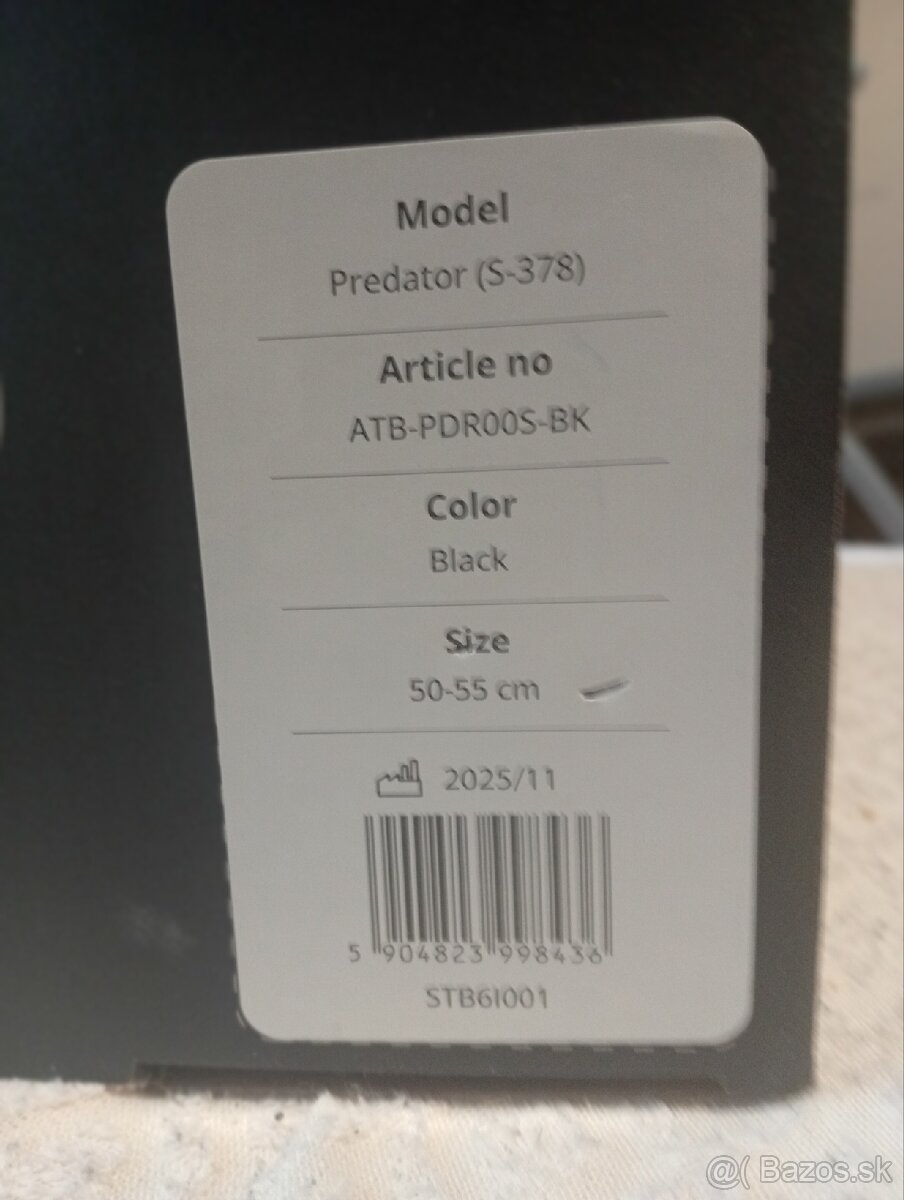 Model
Predator (S-378)
Article no
ATB-PDR00S-BK
Color
Black
Size
50-55 cm
2025/11
5 904823 998436
STB6I001
@( Bazos.sk